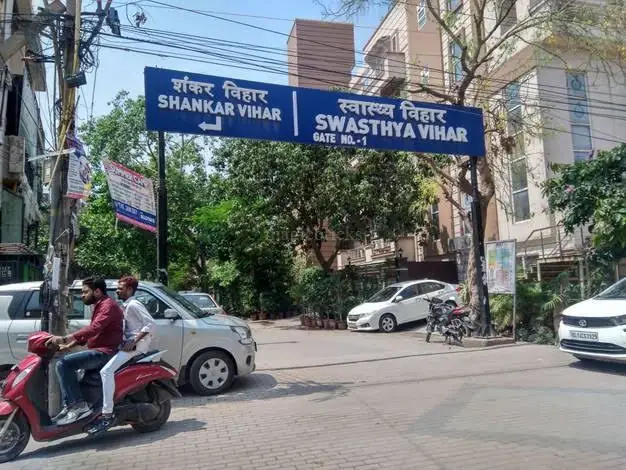 शंकर विहार
SHANKAR VIHAR
स्वास्थ्य विहार
SWASTHYA VIHAR
GATE NO.-1